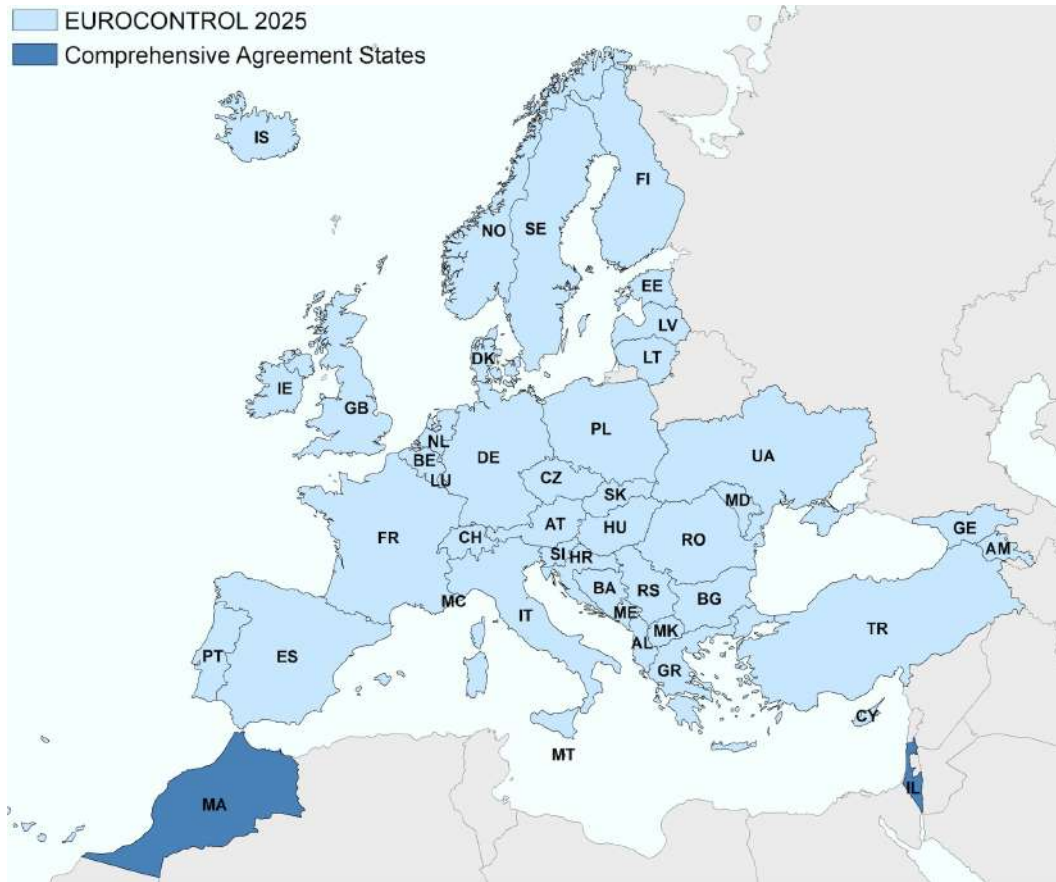 EUROCONTROL 2025
Comprehensive Agreement States
IS
FI
NO
SE
EE
LV
LT
DK
IE
GB
NL
PL
BE
DE
UA
LU
CZ
SK
MD
AT
HU
FR
CH
RO
GE
SI
HR
AM
BA
RS
BG
MC
ME
IT
MK
TR
AL
PT
ES
GR
CY
MT
IL
MA